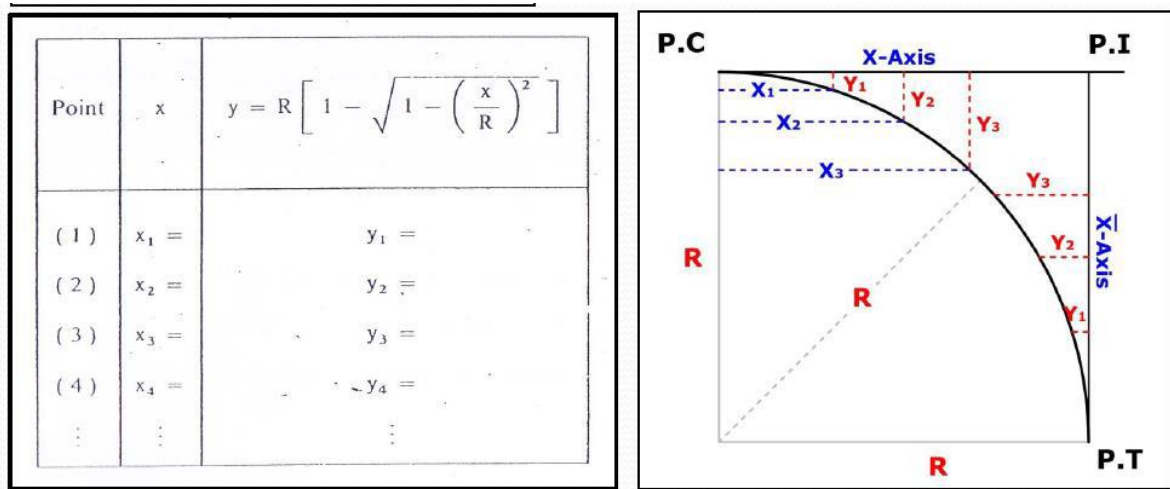 Point x y = R [ 1 - √ 1 - ( x / R )² ]
(1) x₁ = y₁ =
(2) x₂ = y₂ =
(3) x₃ = y₃ =
(4) x₄ = y₄ =
⋮ ⋮ ⋮
P.C P.I
X-Axis
X₁ Y₁
X₂ Y₂
X₃ Y₃
Y₃
Y₂
X̅-Axis
Y₁
R
R
R
P.T